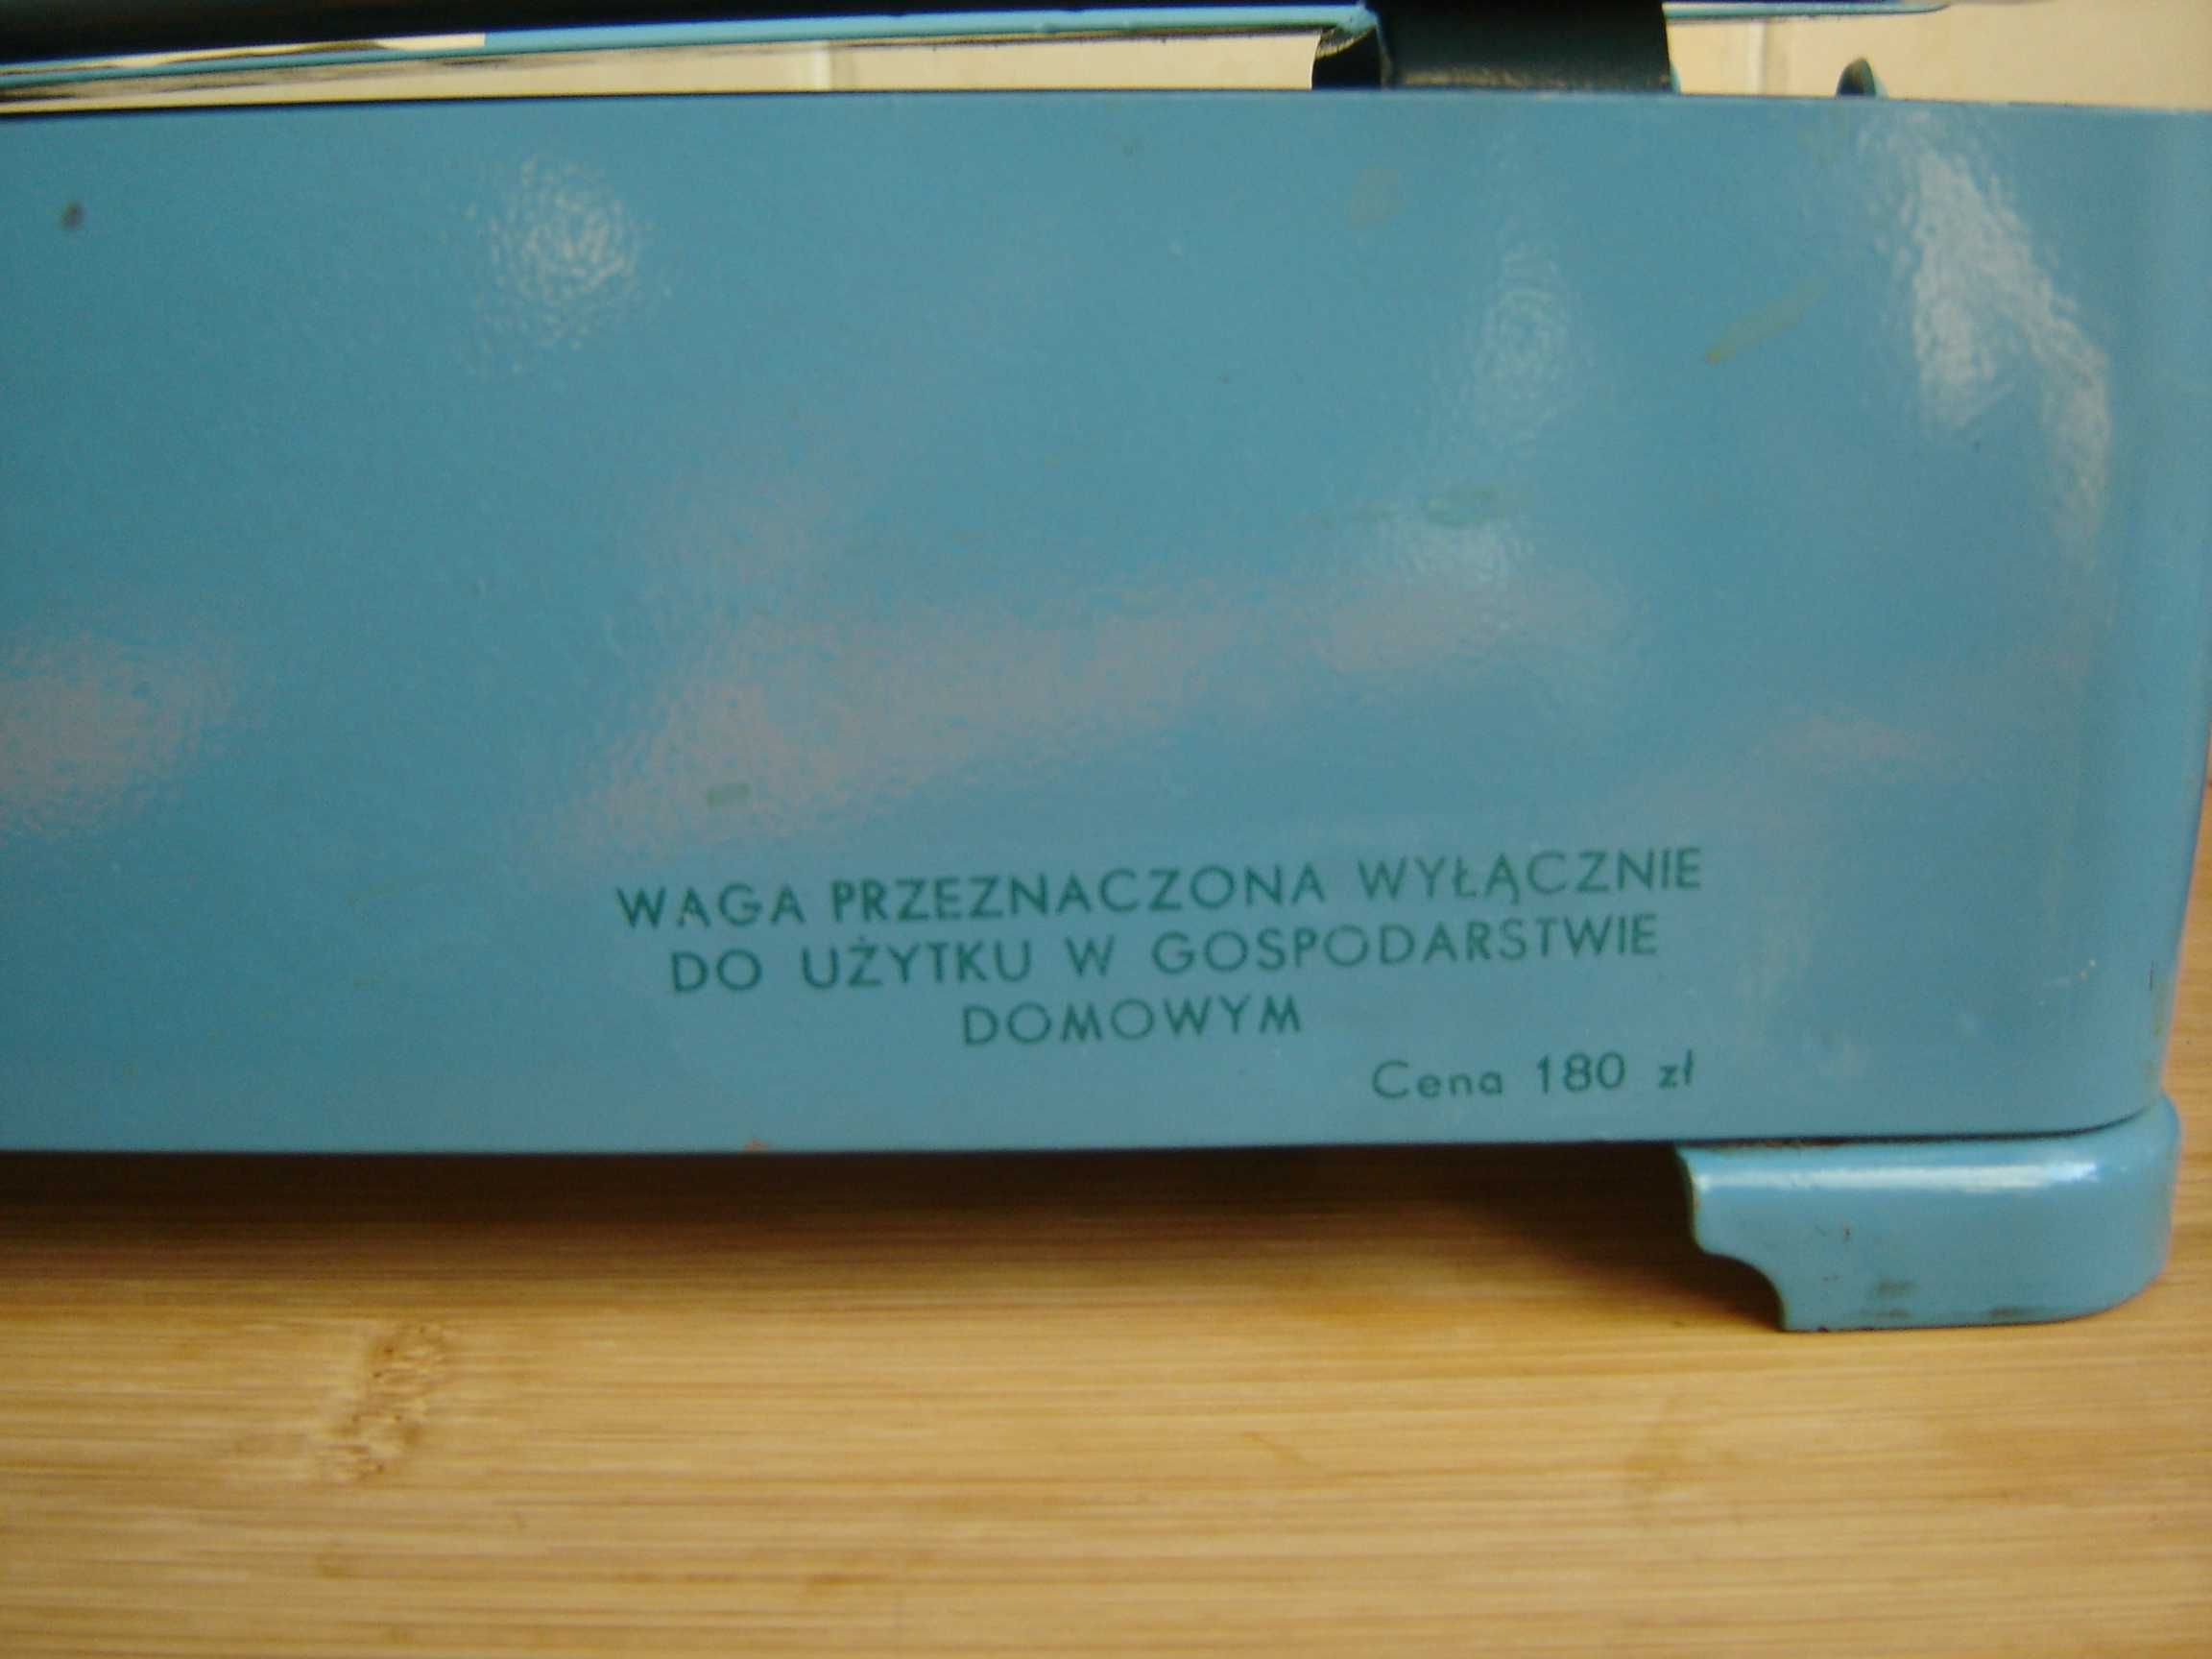 WAGA PRZEZNACZONA WYŁĄCZNIE
DO UŻYTKU W GOSPODARSTWIE
DOMOWYM
Cena 180 zł